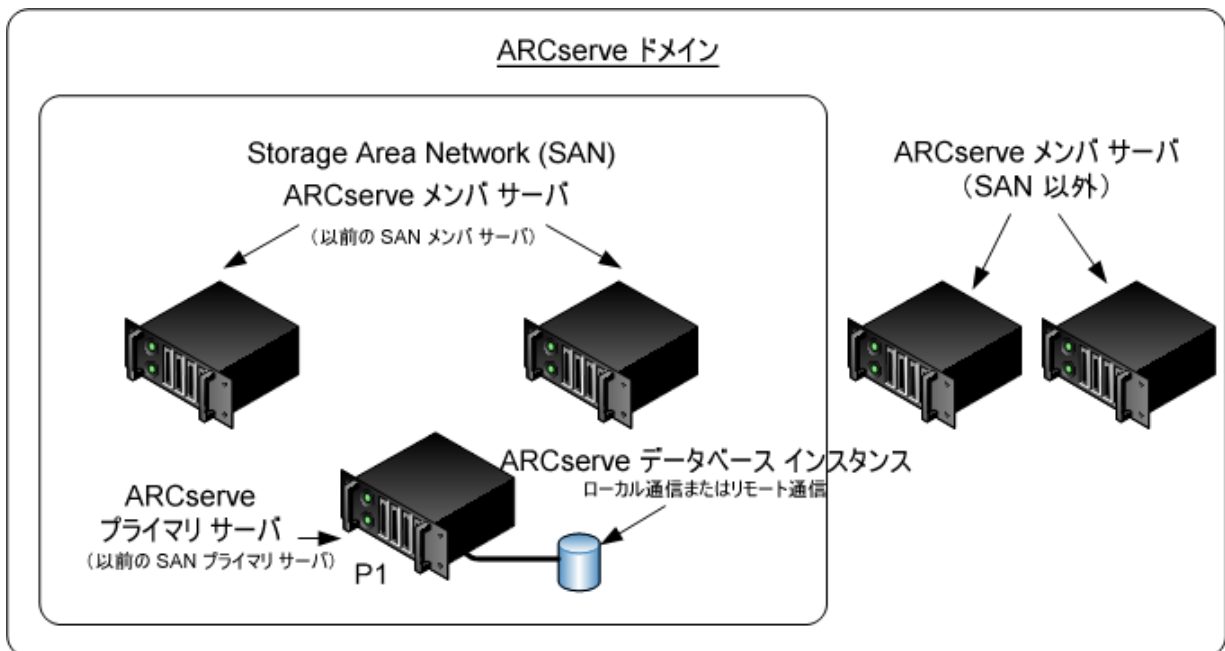 ARCserve ドメイン
Storage Area Network (SAN)
ARCserve メンバ サーバ
（以前の SAN メンバ サーバ）
ARCserve メンバ サーバ
（SAN 以外）
ARCserve データベース インスタンス
ローカル通信またはリモート通信
ARCserve
プライマリ サーバ
（以前の SAN プライマリ サーバ）
P1